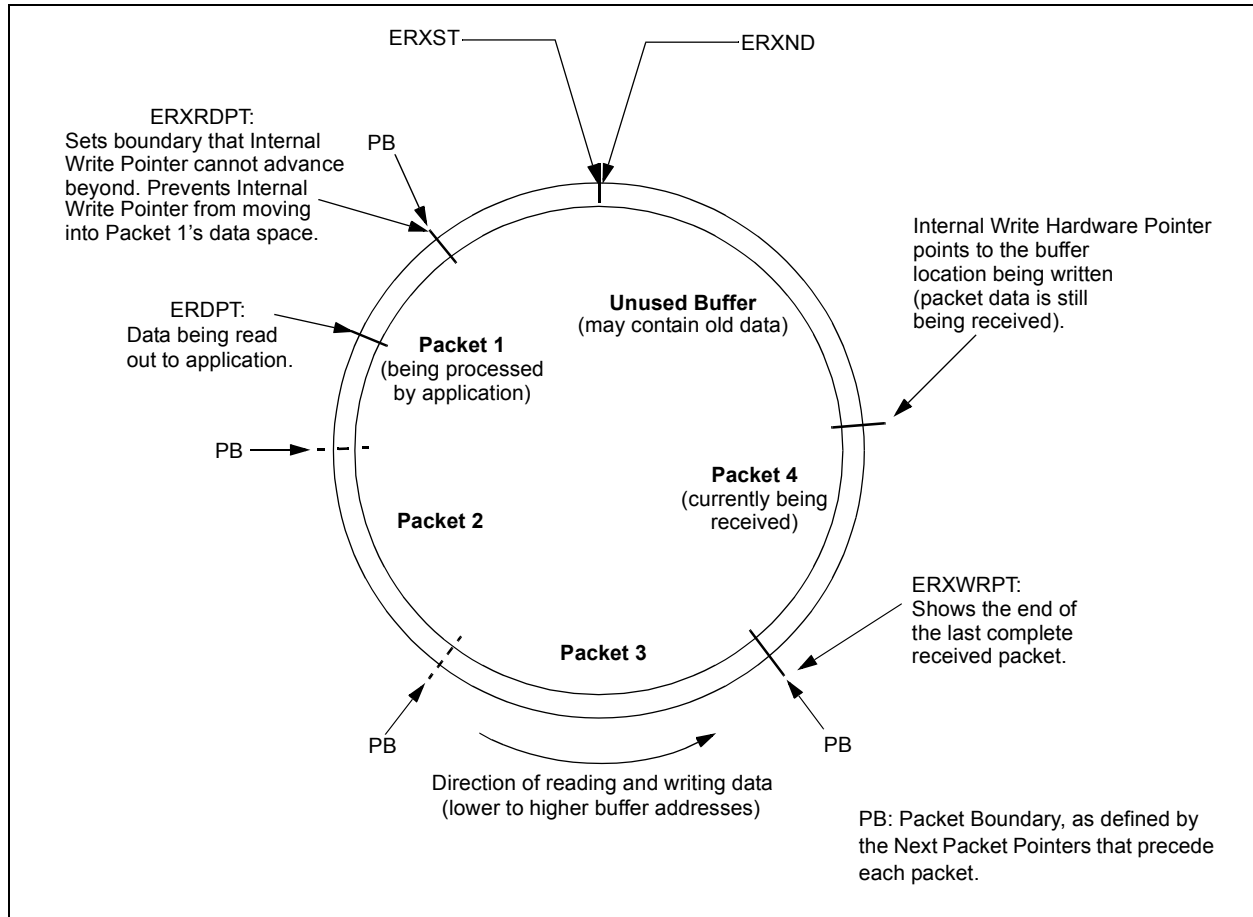 ERXST
ERXND
ERXRDPT:
Sets boundary that Internal
Write Pointer cannot advance
beyond. Prevents Internal
Write Pointer from moving
into Packet 1’s data space.
PB
Internal Write Hardware Pointer
points to the buffer
location being written
(packet data is still
being received).
ERDPT:
Data being read
out to application.
Unused Buffer
(may contain old data)
Packet 1
(being processed
by application)
PB
Packet 4
(currently being
received)
Packet 2
ERXWRPT:
Shows the end of
the last complete
received packet.
Packet 3
PB
PB
Direction of reading and writing data
(lower to higher buffer addresses)
PB: Packet Boundary, as defined by
the Next Packet Pointers that precede
each packet.